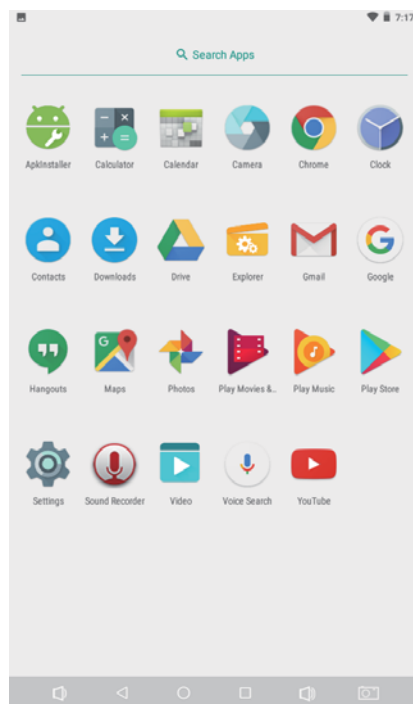 7:17
Search Apps
ApkInstaller Calculator Calendar Camera Chrome Clock
Contacts Downloads Drive Explorer Gmail Google
Hangouts Maps Photos Play Movies &.. Play Music Play Store
Settings Sound Recorder Video Voice Search YouTube